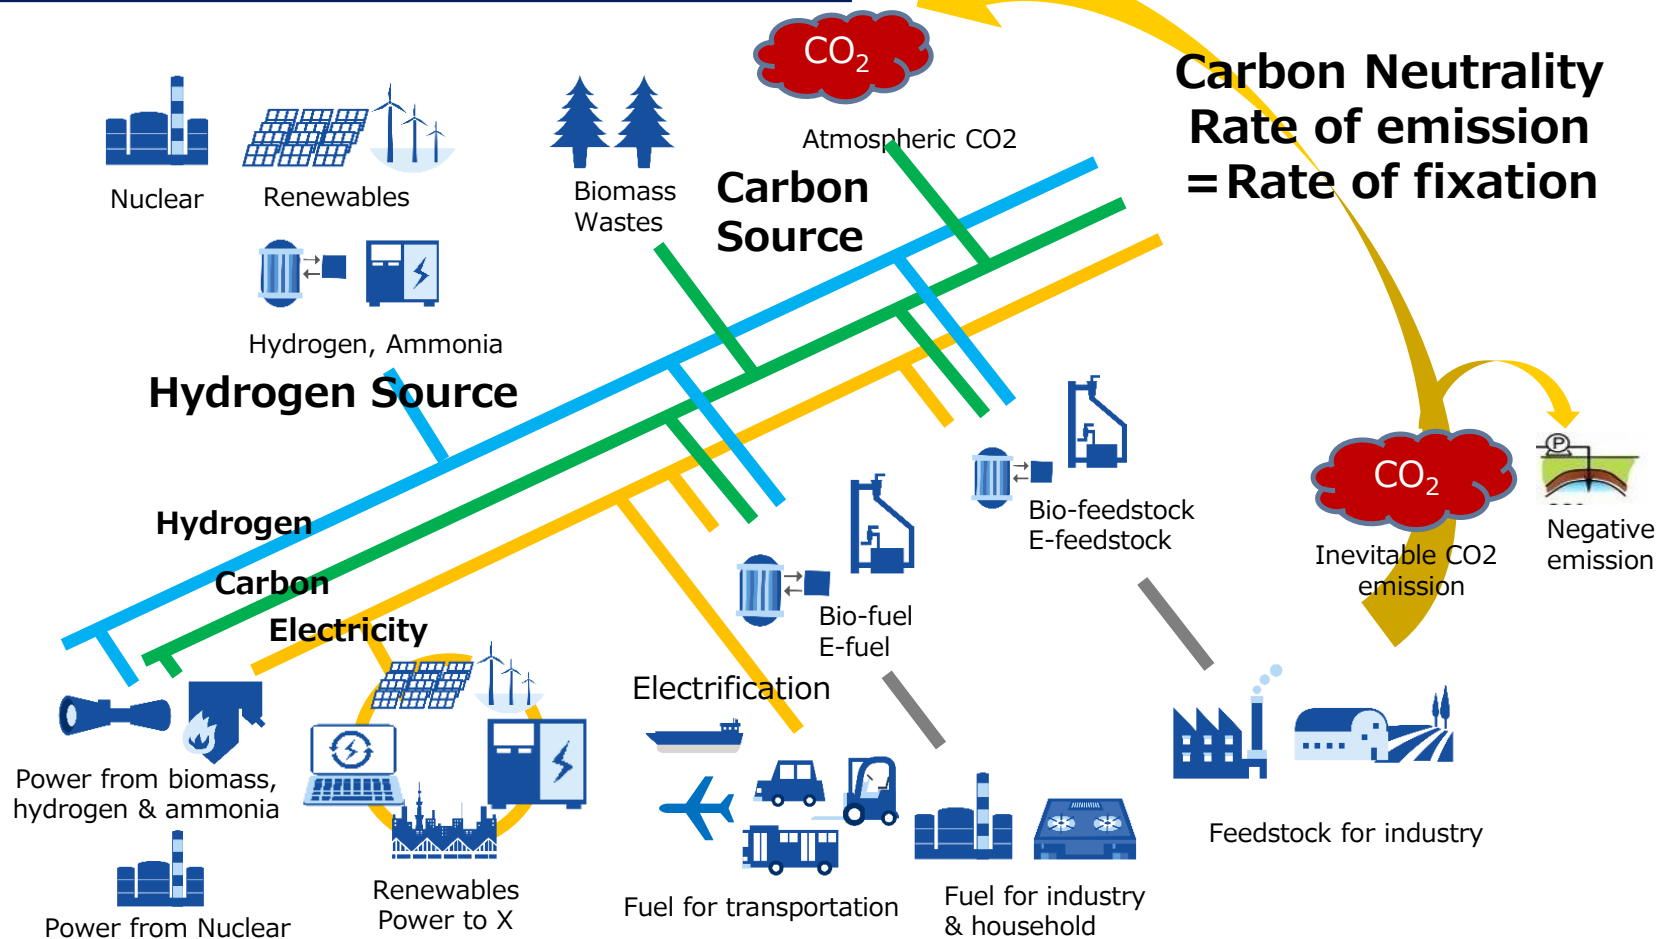 CO2
Atmospheric CO2
Carbon Neutrality
Rate of emission
=Rate of fixation
Nuclear
Renewables
Biomass
Wastes
Carbon
Source
Hydrogen, Ammonia
Hydrogen Source
Hydrogen
Carbon
Electricity
Bio-feedstock
E-feedstock
CO2
P
Inevitable CO2
emission
Negative
emission
Bio-fuel
E-fuel
Electrification
Power from biomass,
hydrogen & ammonia
Power from Nuclear
Renewables
Power to X
Fuel for transportation
Fuel for industry
& household
Feedstock for industry